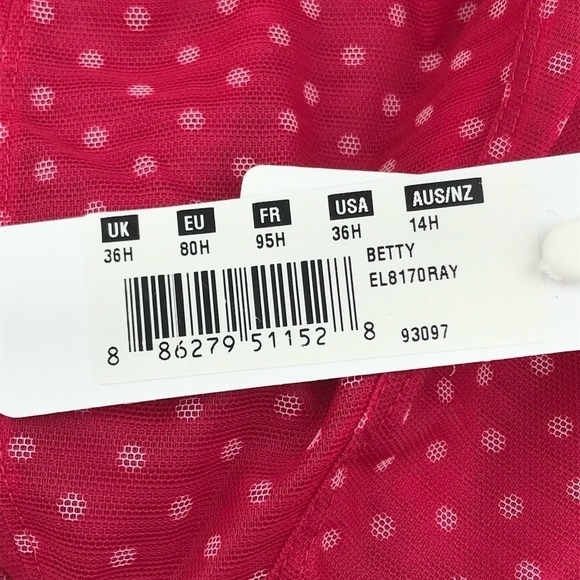 UK EU FR USA AUS/NZ
36H 80H 95H 36H 14H
BETTY
EL8170RAY
8 86279 51152 8
93097